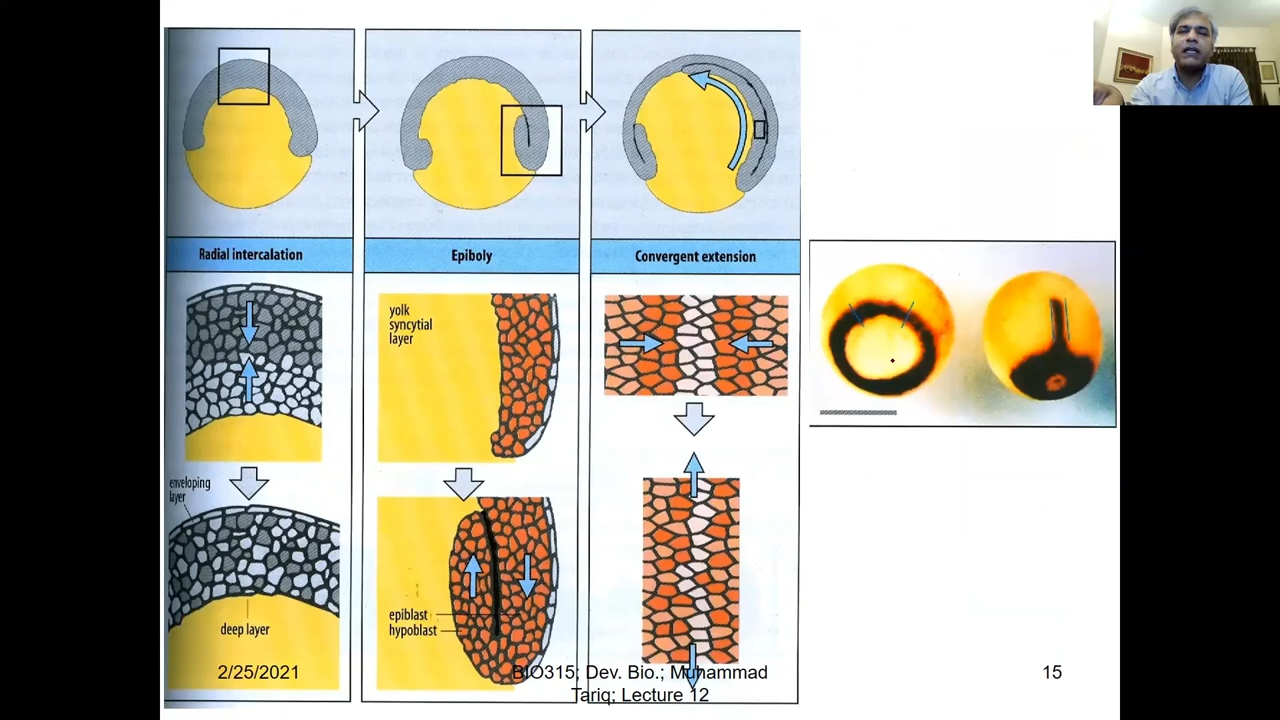 Radial intercalation
Epiboly
Convergent extension
yolk
syncytial
layer
enveloping
layer
deep layer
epiblast
hypoblast
2/25/2021
BIO315; Dev. Bio.; Muhammad
Tariq; Lecture 12
15